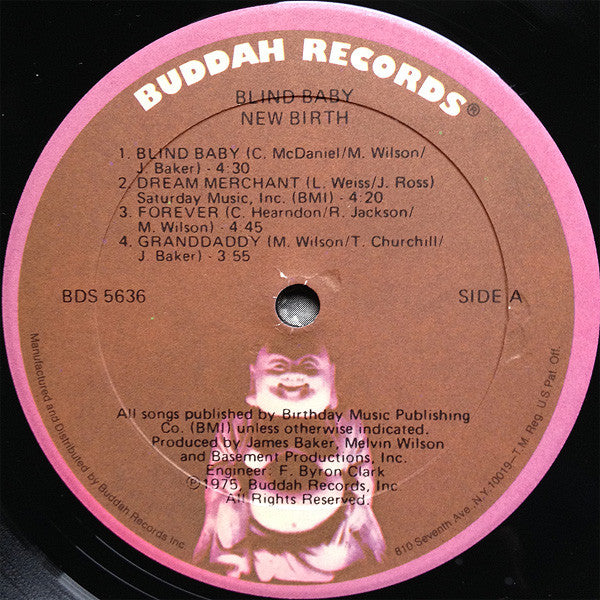 BUDDAH RECORDS®
BLIND BABY
NEW BIRTH
1. BLIND BABY (C. McDaniel/M. Wilson/
J. Baker) - 4:30
2. DREAM MERCHANT (L. Weiss/J. Ross)
Saturday Music, Inc. (BMI) - 4:20
3. FOREVER (C. Hearndon/R. Jackson/
M. Wilson) - 4:45
4. GRANDDADDY (M. Wilson/T. Churchill/
J. Baker) - 3:55
BDS 5636
SIDE A
All songs published by Birthday Music Publishing
Co. (BMI) unless otherwise indicated.
Produced by James Baker, Melvin Wilson
and Basement Productions, Inc.
Engineer: F. Byron Clark
℗1975, Buddah Records, Inc.
All Rights Reserved.
Manufactured and Distributed by Buddah Records Inc.
810 Seventh Ave., N.Y. 10019—T.M. Reg. U.S. Pat. Off.